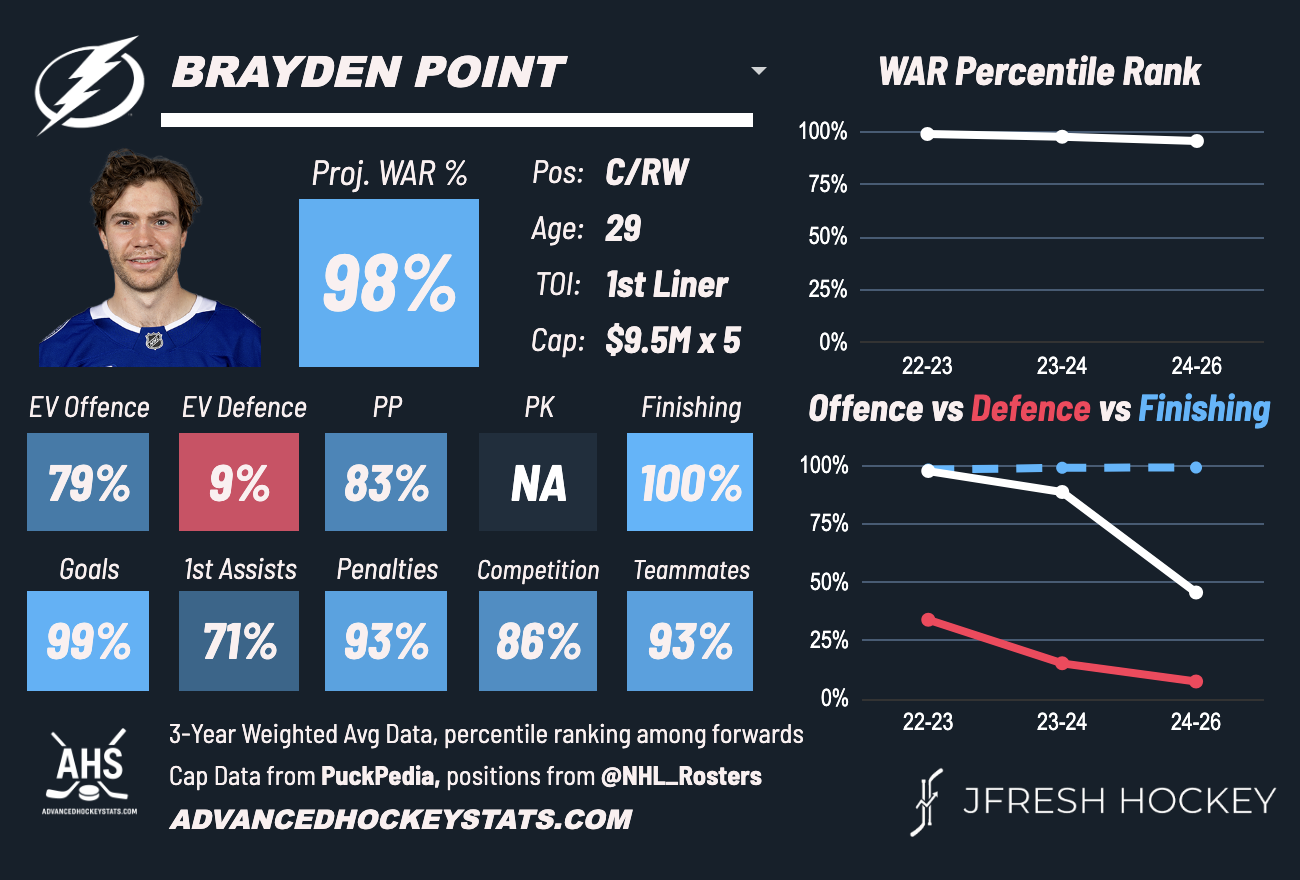 BRAYDEN POINT
Proj. WAR %
98%
Pos: C/RW
Age: 29
TOI: 1st Liner
Cap: $9.5M x 5
EV Offence EV Defence PP PK Finishing
79% 9% 83% NA 100%
Goals 1st Assists Penalties Competition Teammates
99% 71% 93% 86% 93%
WAR Percentile Rank
100%
75%
50%
25%
0%
22-23 23-24 24-26
Offence vs Defence vs Finishing
100%
75%
50%
25%
0%
22-23 23-24 24-26
AHS
ADVANCEDHOCKEYSTATS.COM
3-Year Weighted Avg Data, percentile ranking among forwards
Cap Data from PuckPedia, positions from @NHL_Rosters
ADVANCEDHOCKEYSTATS.COM
JFRESH HOCKEY